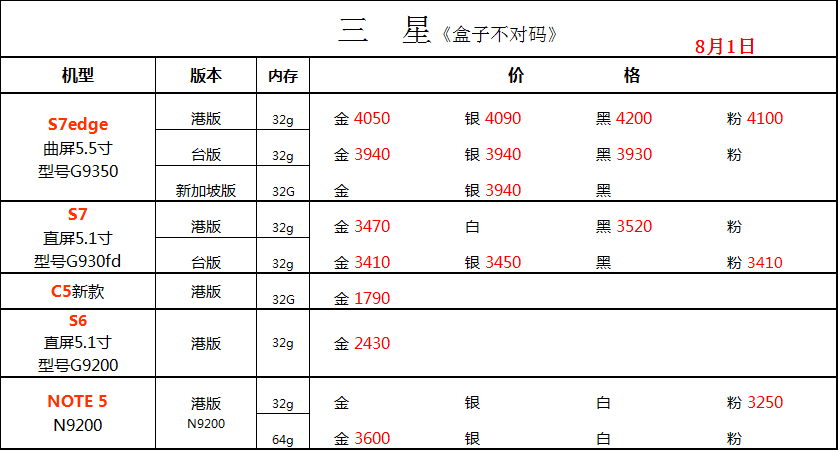 三 星《盒子不对码》
8月1日
机型 版本 内存 价 格
S7edge
曲屏5.5寸
型号G9350
港版 32g 金 4050 银 4090 黑 4200 粉 4100
台版 32g 金 3940 银 3940 黑 3930 粉
新加坡版 32G 金 银 3940 黑
S7
直屏5.1寸
型号G930fd
港版 32g 金 3470 白 黑 3520 粉
台版 32g 金 3410 银 3450 黑 粉 3410
C5新款 港版 32G 金 1790
S6
直屏5.1寸
型号G9200
港版 32g 金 2430
NOTE 5
N9200
港版
N9200
32g 金 银 白 粉 3250
64g 金 3600 银 白 粉